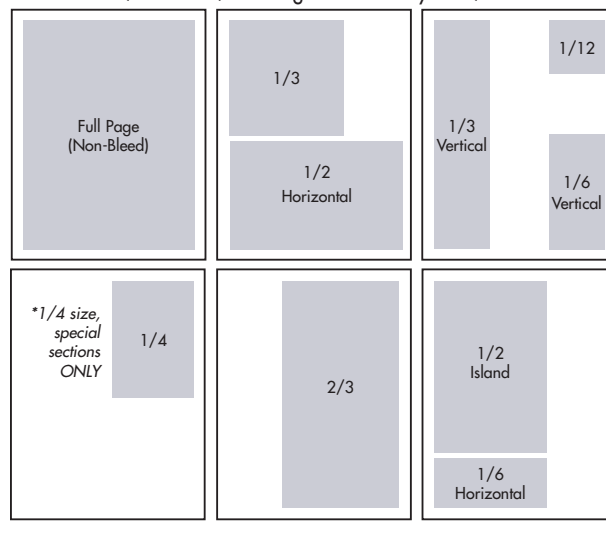 Full Page
(Non-Bleed)
1/3
1/2
Horizontal
1/3
Vertical
1/12
1/6
Vertical
*1/4 size,
special
sections
ONLY
1/4
2/3
1/2
Island
1/6
Horizontal